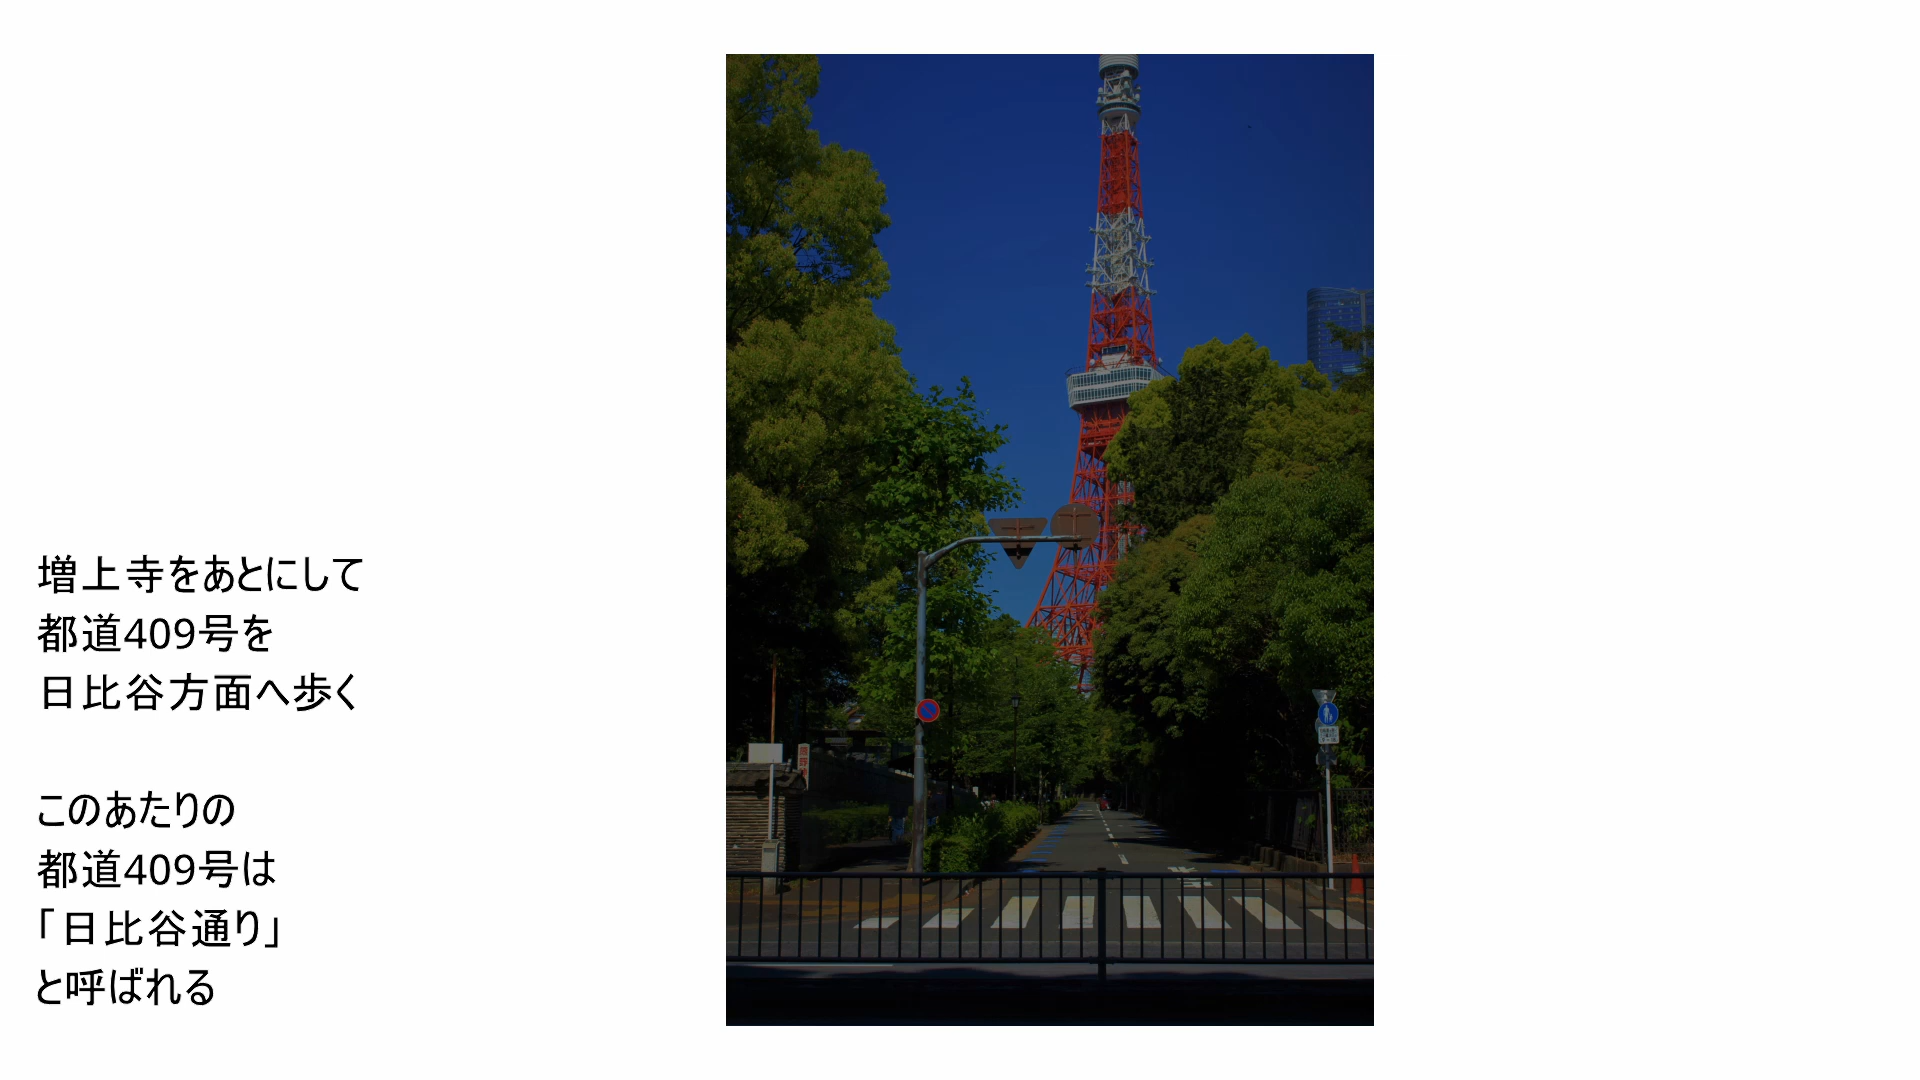 増上寺をあとにして
都道409号を
日比谷方面へ歩く
このあたりの
都道409号は
「日比谷通り」
と呼ばれる